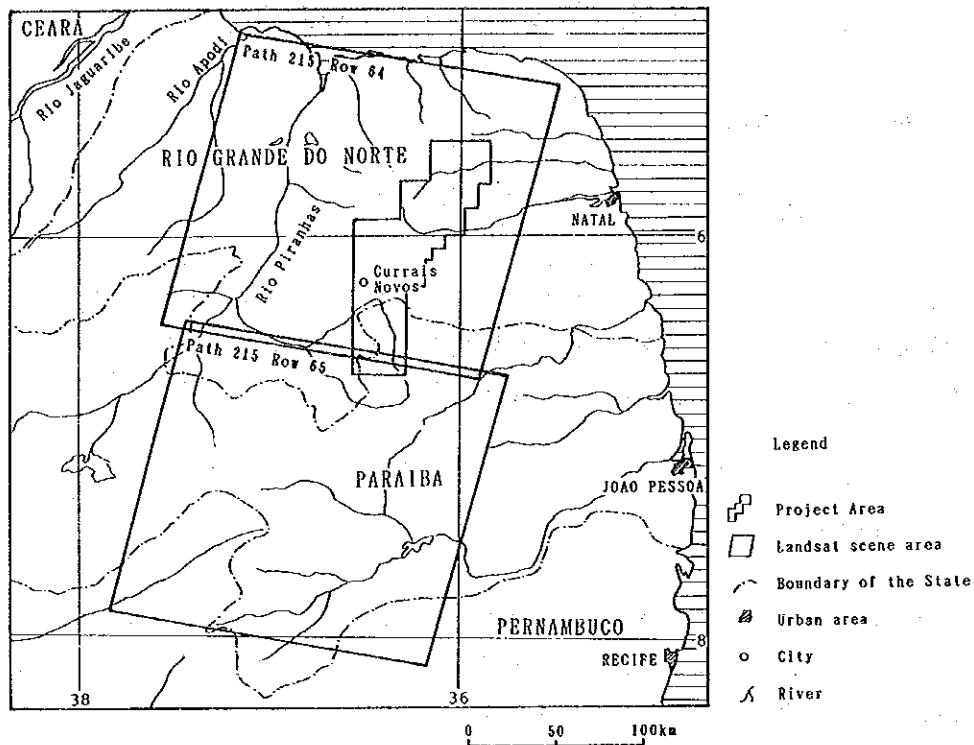 CEARÁ
Rio Jaguaribe
Rio Apodi
Path 215 Row 64
RIO GRANDE DO NORTE
NATAL
6
Rio Piranhas
Currais
Novos
Path 215 Row 65
PARAIBA
JOAO PESSOA
PERNAMBUCO
RECIFE
8
38
36
0 50 100km
Legend
Project Area
Landsat scene area
Boundary of the State
Urban area
City
River